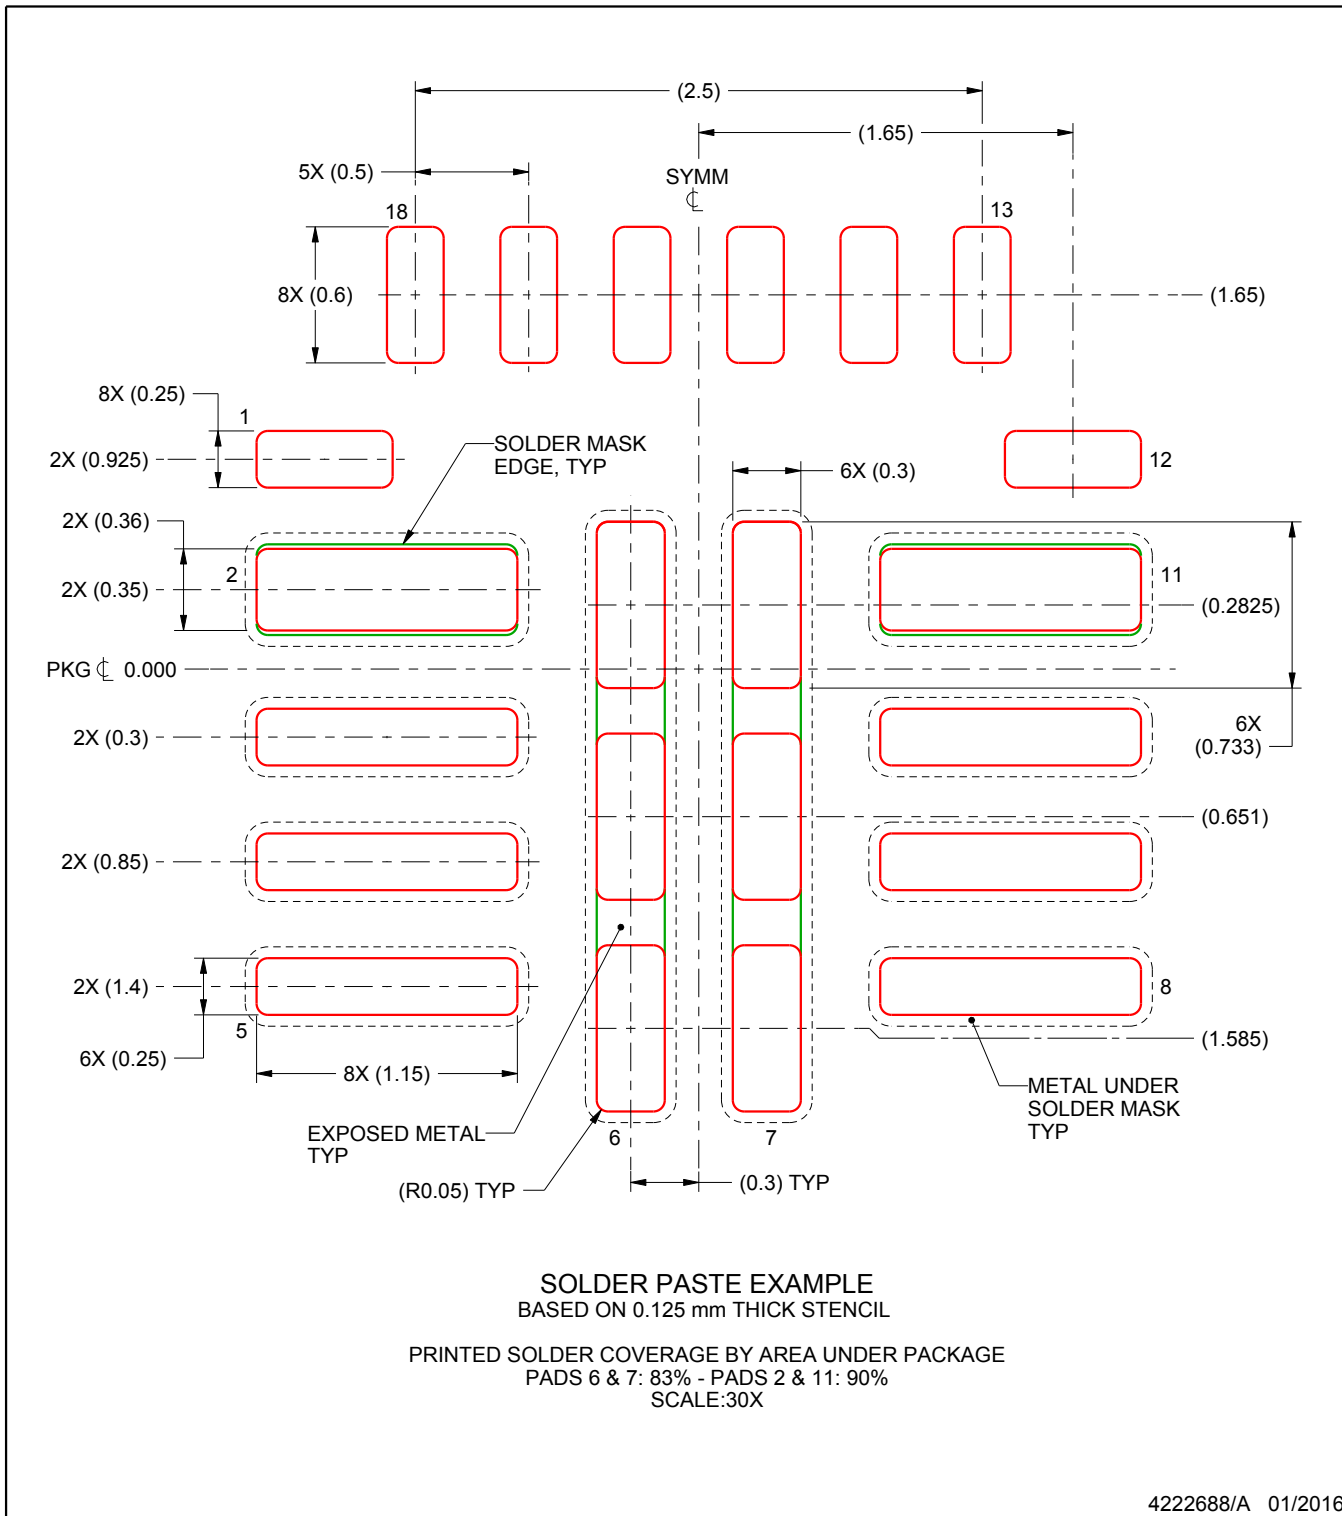 (2.5)
(1.65)
5X (0.5)
SYMM
℄
18
13
8X (0.6)
(1.65)
8X (0.25)
1
SOLDER MASK
EDGE, TYP
2X (0.925)
12
6X (0.3)
2X (0.36)
2
11
2X (0.35)
(0.2825)
PKG ℄ 0.000
2X (0.3)
6X
(0.733)
(0.651)
2X (0.85)
2X (1.4)
8
5
(1.585)
6X (0.25)
8X (1.15)
METAL UNDER
SOLDER MASK
TYP
EXPOSED METAL
TYP
6
7
(R0.05) TYP
(0.3) TYP
SOLDER PASTE EXAMPLE
BASED ON 0.125 mm THICK STENCIL
PRINTED SOLDER COVERAGE BY AREA UNDER PACKAGE
PADS 6 & 7: 83% - PADS 2 & 11: 90%
SCALE:30X
4222688/A 01/2016